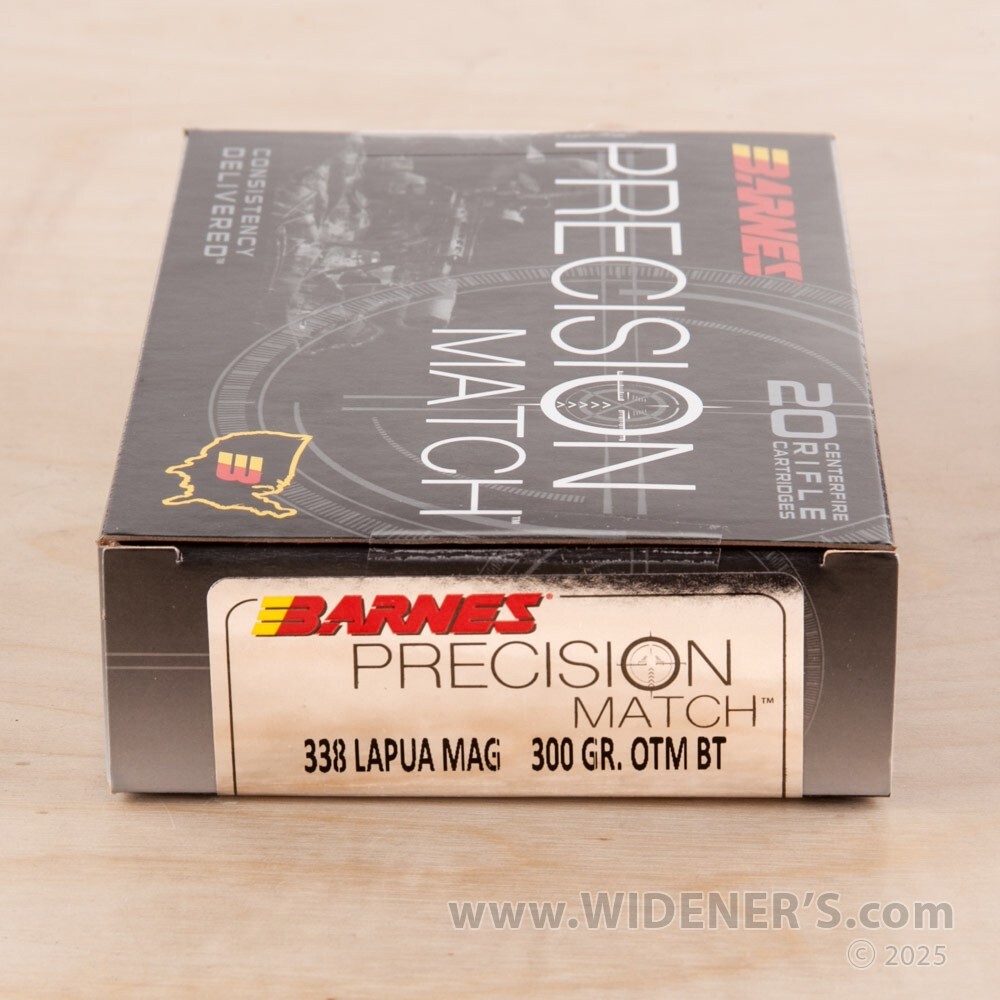 BARNES
PRECISION
MATCH™
20
CENTERFIRE
RIFLE
CARTRIDGES
CONSISTENCY
DELIVERED™
B
BARNES®
PRECISION
MATCH™
338 LAPUA MAG 300 GR. OTM BT
www.WIDENER'S.com
© 2025